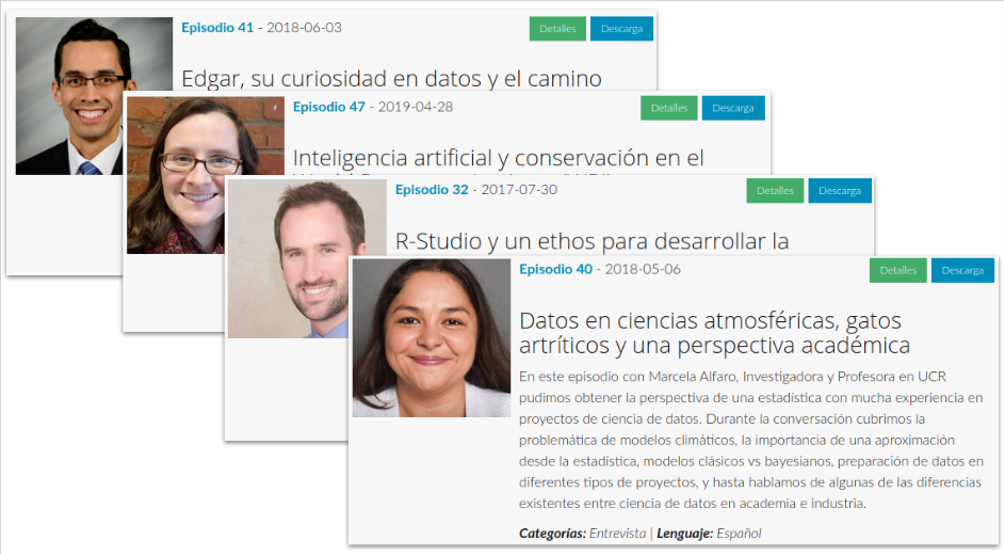 Episodio 41 - 2018-06-03
Detalles
Descarga
Edgar, su curiosidad en datos y el camino
Episodio 47 - 2019-04-28
Detalles
Descarga
Inteligencia artificial y conservación en el
Episodio 32 - 2017-07-30
Detalles
Descarga
R-Studio y un ethos para desarrollar la
Episodio 40 - 2018-05-06
Detalles
Descarga
Datos en ciencias atmosféricas, gatos
artríticos y una perspectiva académica
En este episodio con Marcela Alfaro, Investigadora y Profesora en UCR
pudimos obtener la perspectiva de una estadística con mucha experiencia en
proyectos de ciencia de datos. Durante la conversación cubrimos la
problemática de modelos climáticos, la importancia de una aproximación
desde la estadística, modelos clásicos vs bayesianos, preparación de datos en
diferentes tipos de proyectos, y hasta hablamos de algunas de las diferencias
existentes entre ciencia de datos en academia e industria.
Categorías: Entrevista | Lenguaje: Español